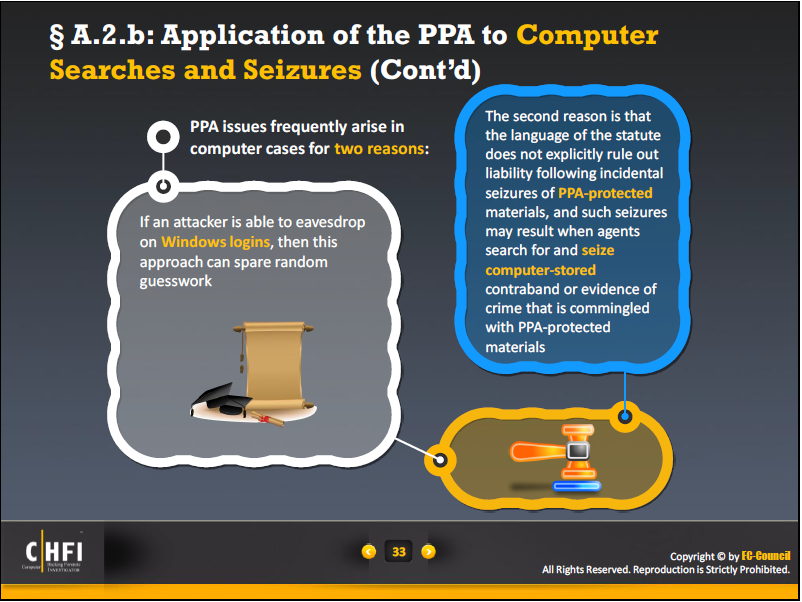 § A.2.b: Application of the PPA to Computer
Searches and Seizures (Cont’d)
PPA issues frequently arise in
computer cases for two reasons:
If an attacker is able to eavesdrop
on Windows logins, then this
approach can spare random
guesswork
The second reason is that
the language of the statute
does not explicitly rule out
liability following incidental
seizures of PPA-protected
materials, and such seizures
may result when agents
search for and seize
computer-stored
contraband or evidence of
crime that is commingled
with PPA-protected
materials
CHFI
Computer Hacking Forensic
INVESTIGATOR
33
Copyright © by EC-Council
All Rights Reserved. Reproduction is Strictly Prohibited.